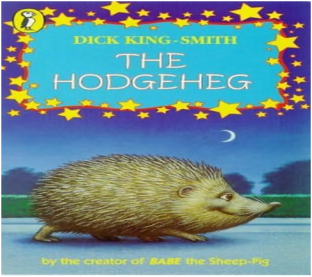 DICK KING-SMITH
THE
HODGEHEG
by the creator of BABE the Sheep-Pig